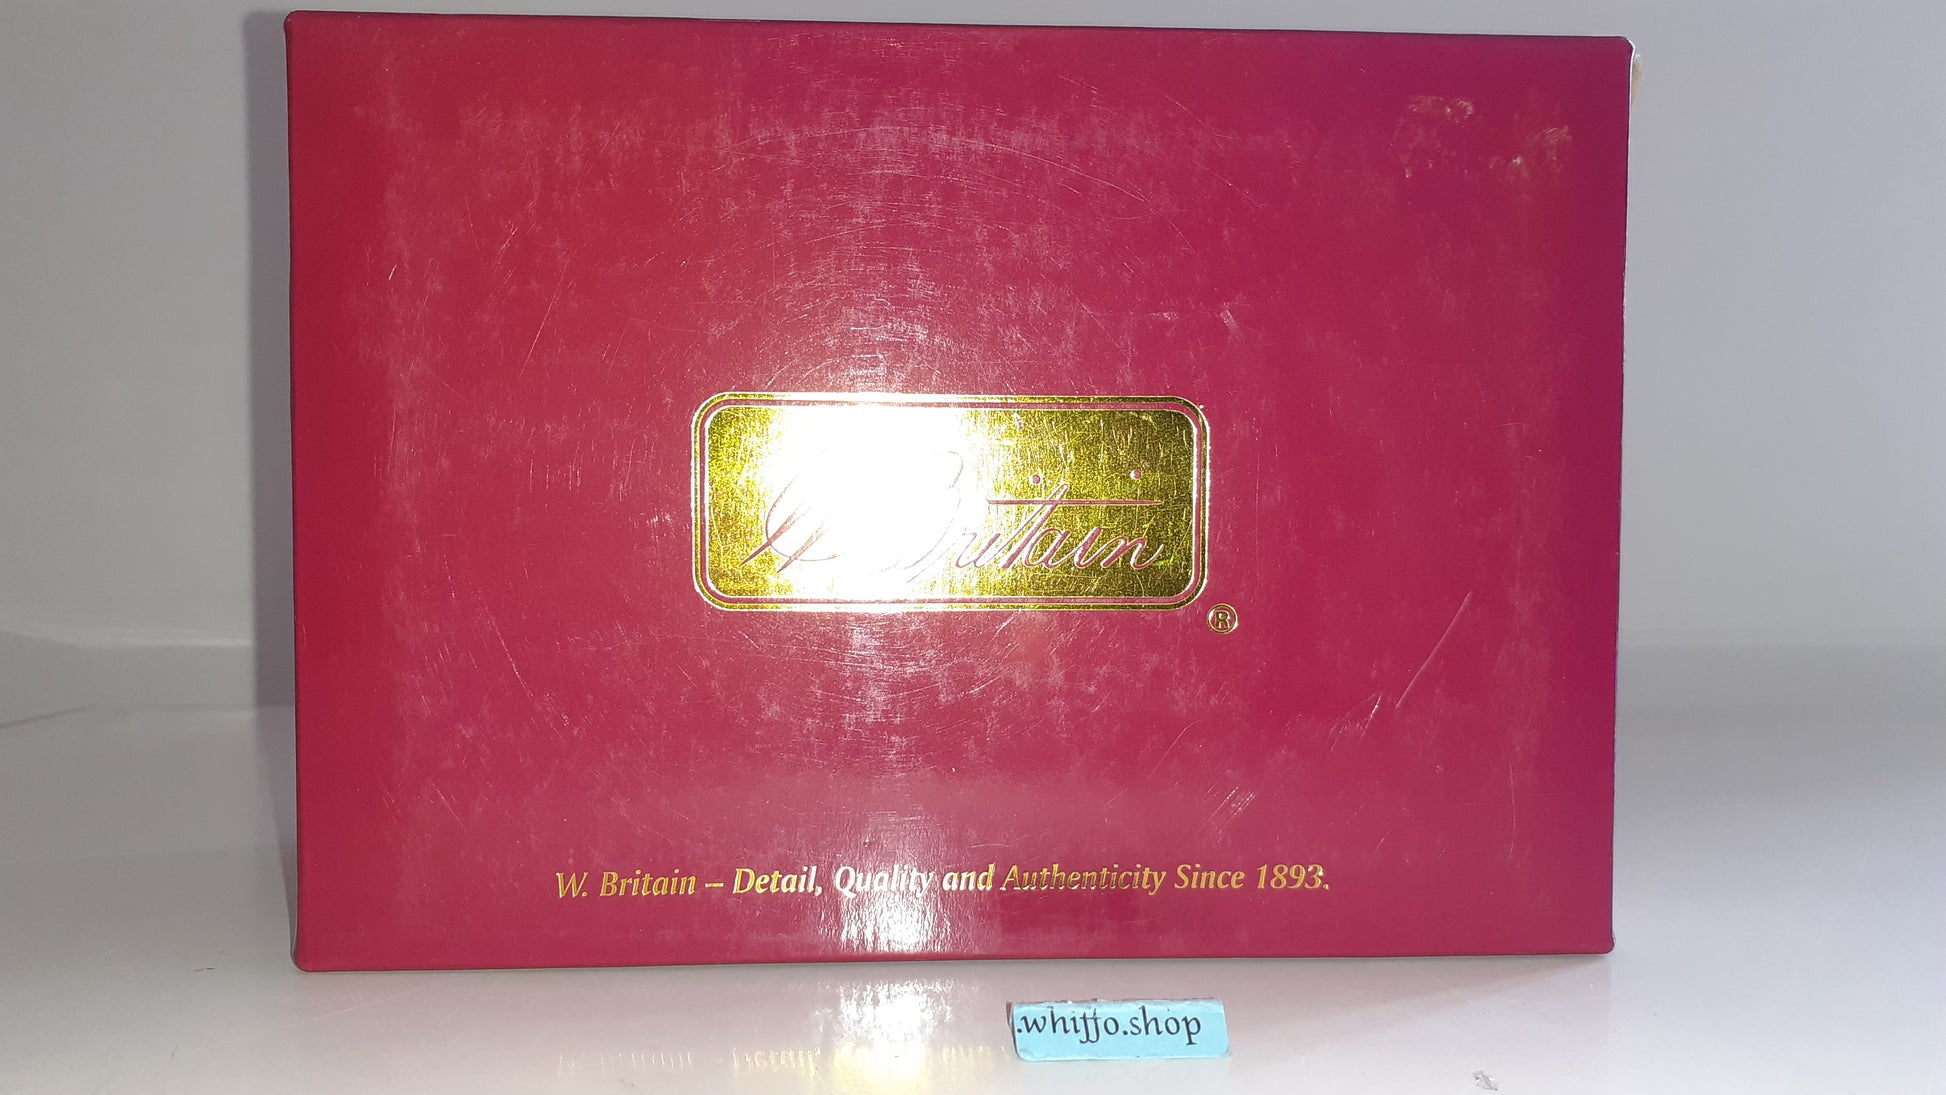 W. Britain
®
W. Britain – Detail, Quality and Authenticity Since 1893.
.whiffo.shop